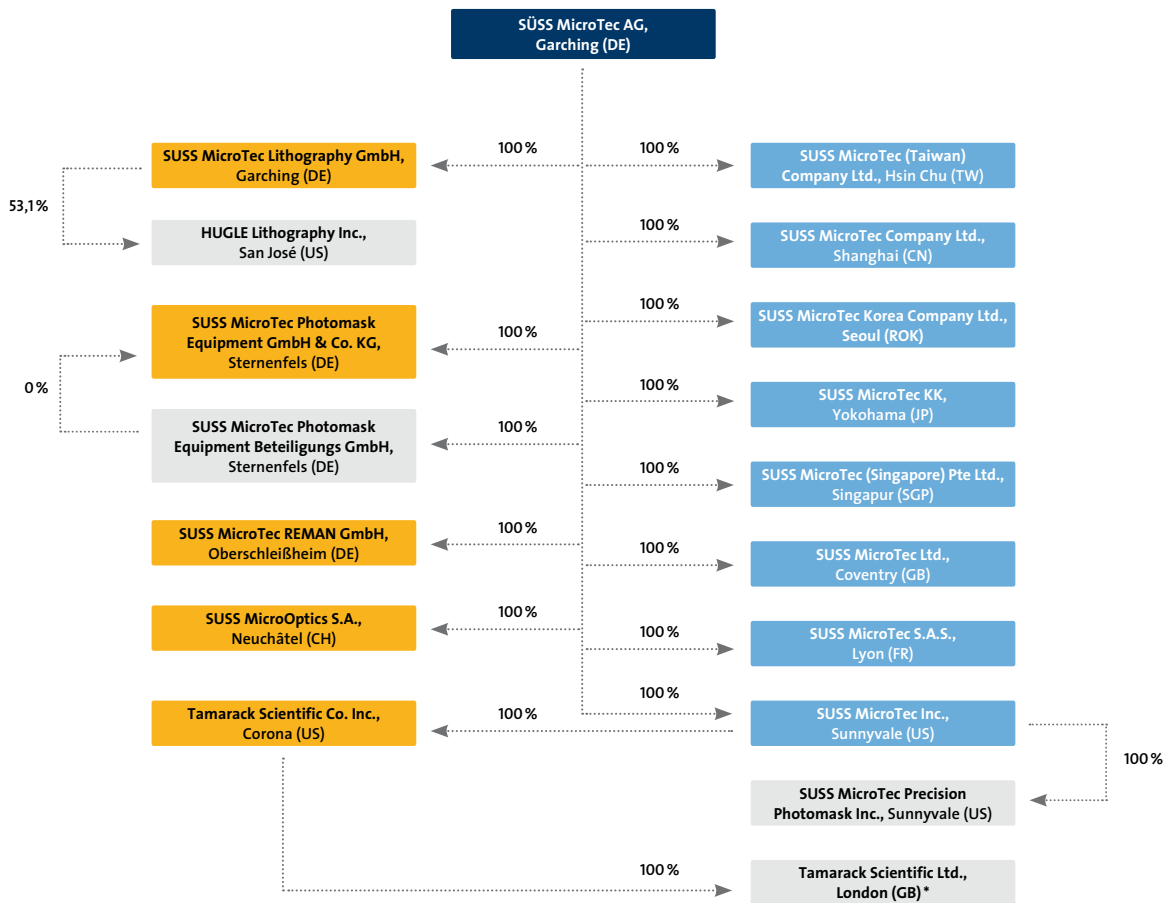 SÜSS MicroTec AG,
Garching (DE)
100 %
100 %
SUSS MicroTec Lithography GmbH,
Garching (DE)
SUSS MicroTec (Taiwan)
Company Ltd., Hsin Chu (TW)
53,1 %
HUGLE Lithography Inc.,
San José (US)
100 %
SUSS MicroTec Company Ltd.,
Shanghai (CN)
SUSS MicroTec Photomask
Equipment GmbH & Co. KG,
Sternenfels (DE)
100 %
100 %
SUSS MicroTec Korea Company Ltd.,
Seoul (ROK)
0 %
SUSS MicroTec Photomask
Equipment Beteiligungs GmbH,
Sternenfels (DE)
100 %
100 %
SUSS MicroTec KK,
Yokohama (JP)
100 %
SUSS MicroTec (Singapore) Pte Ltd.,
Singapur (SGP)
SUSS MicroTec REMAN GmbH,
Oberschleißheim (DE)
100 %
100 %
SUSS MicroTec Ltd.,
Coventry (GB)
SUSS MicroOptics S.A.,
Neuchâtel (CH)
100 %
100 %
SUSS MicroTec S.A.S.,
Lyon (FR)
Tamarack Scientific Co. Inc.,
Corona (US)
100 %
100 %
SUSS MicroTec Inc.,
Sunnyvale (US)
100 %
SUSS MicroTec Precision
Photomask Inc., Sunnyvale (US)
100 %
Tamarack Scientific Ltd.,
London (GB) *